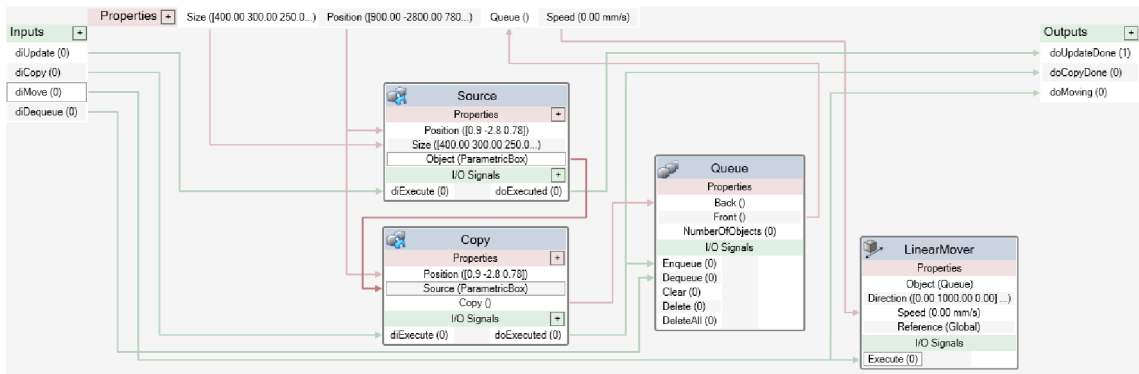 Properties + Size ([400.00 300.00 250.0...) Position ([900.00 -2800.00 780...) Queue () Speed (0.00 mm/s)
Inputs + Outputs +
diUpdate (0) doUpdateDone (1)
diCopy (0) doCopyDone (0)
diMove (0) doMoving (0)
diDequeue (0)
Source
Properties +
Position ([0.9 -2.8 0.78])
Size ([400.00 300.00 250.0...)
Object (ParametricBox)
I/O Signals +
diExecute (0) doExecuted (0)
Queue
Properties
Back ()
Front ()
NumberOfObjects (0)
I/O Signals
Enqueue (0)
Dequeue (0)
Clear (0)
Delete (0)
DeleteAll (0)
Copy
Properties +
Position ([0.9 -2.8 0.78])
Source (ParametricBox)
Copy ()
I/O Signals +
diExecute (0) doExecuted (0)
LinearMover
Properties
Object (Queue)
Direction ([0.00 1000.00 0.00] ...)
Speed (0.00 mm/s)
Reference (Global)
I/O Signals
Execute (0)